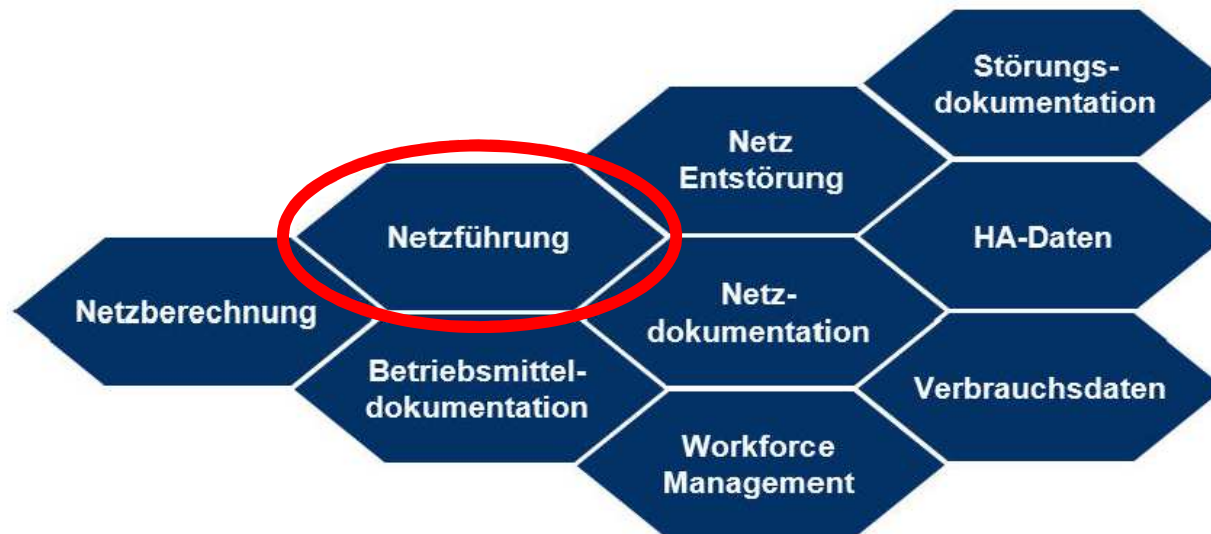 Störungs-
dokumentation
Netz
Entstörung
Netzführung
HA-Daten
Netzberechnung
Netz-
dokumentation
Betriebsmittel-
dokumentation
Verbrauchsdaten
Workforce
Management